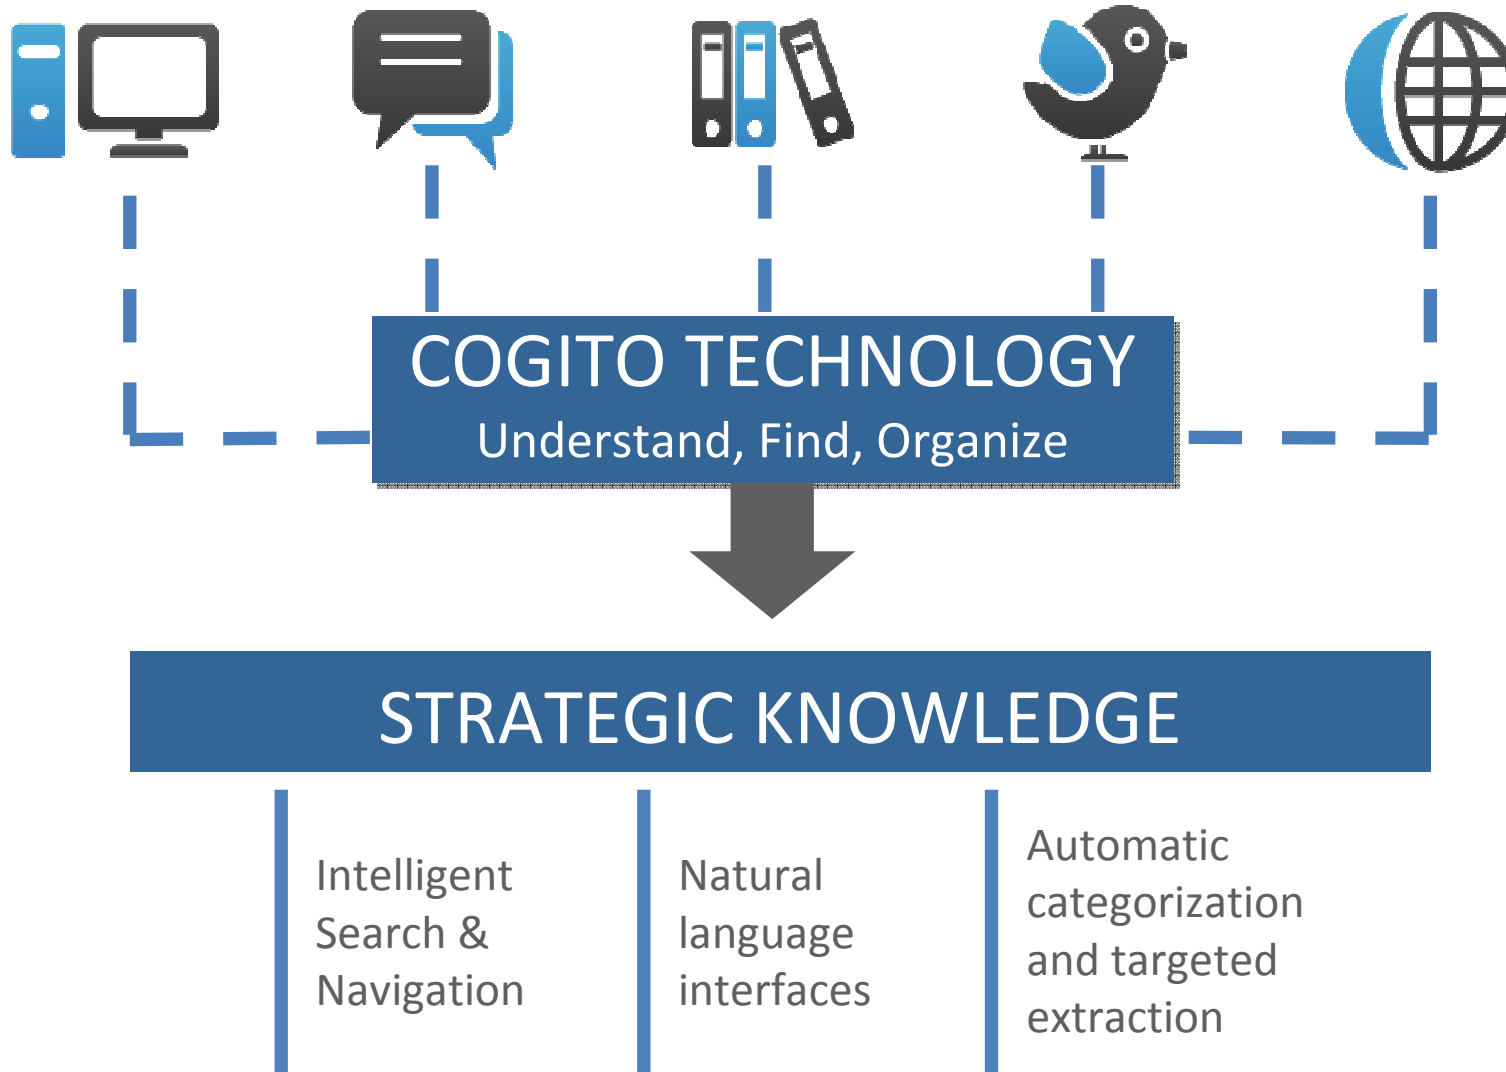 COGITO TECHNOLOGY
Understand, Find, Organize
STRATEGIC KNOWLEDGE
Intelligent
Search &
Navigation
Natural
language
interfaces
Automatic
categorization
and targeted
extraction